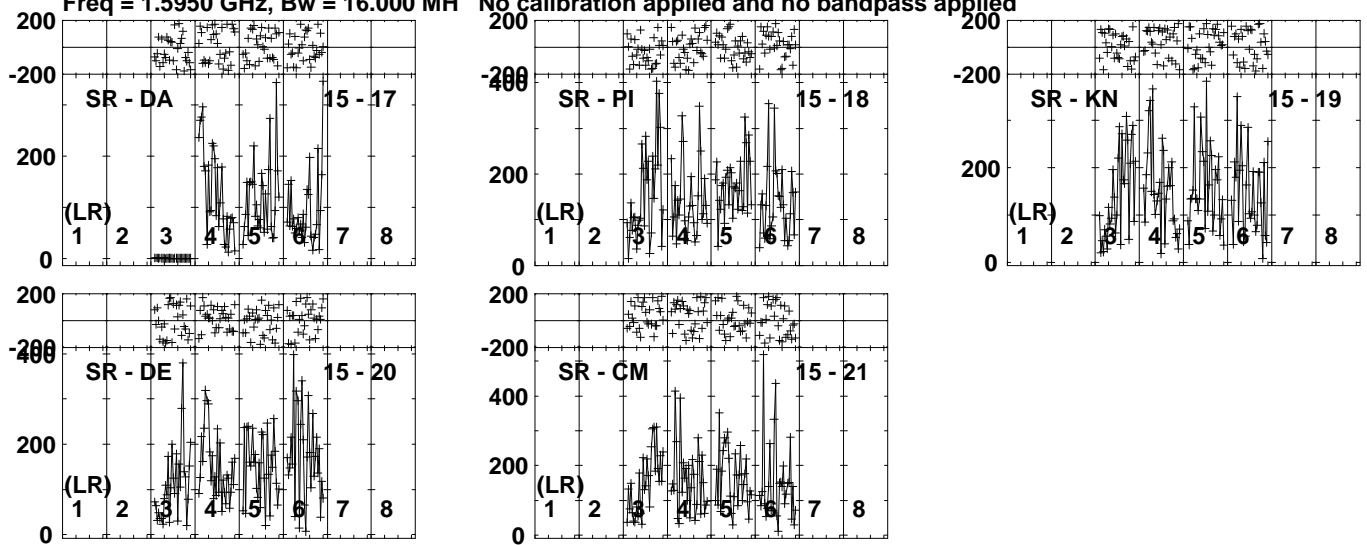 Freq = 1.5950 GHz, Bw = 16.000 MH No calibration applied and no bandpass applied
200
-200
SR - DA 15 - 17
200
(LR)
1 2 3 4 5 6 7 8
0
200
-200
400
SR - PI 15 - 18
200
(LR)
1 2 3 4 5 6 7 8
0
200
-200
SR - KN 15 - 19
200
(LR)
1 2 3 4 5 6 7 8
0
200
-200
400
SR - DE 15 - 20
200
(LR)
1 2 3 4 5 6 7 8
0
200
-200
SR - CM 15 - 21
400
200
(LR)
1 2 3 4 5 6 7 8
0